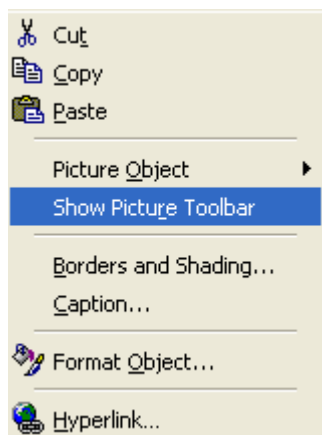 Cut
Copy
Paste
Picture Object
Show Picture Toolbar
Borders and Shading...
Caption...
Format Object...
Hyperlink...